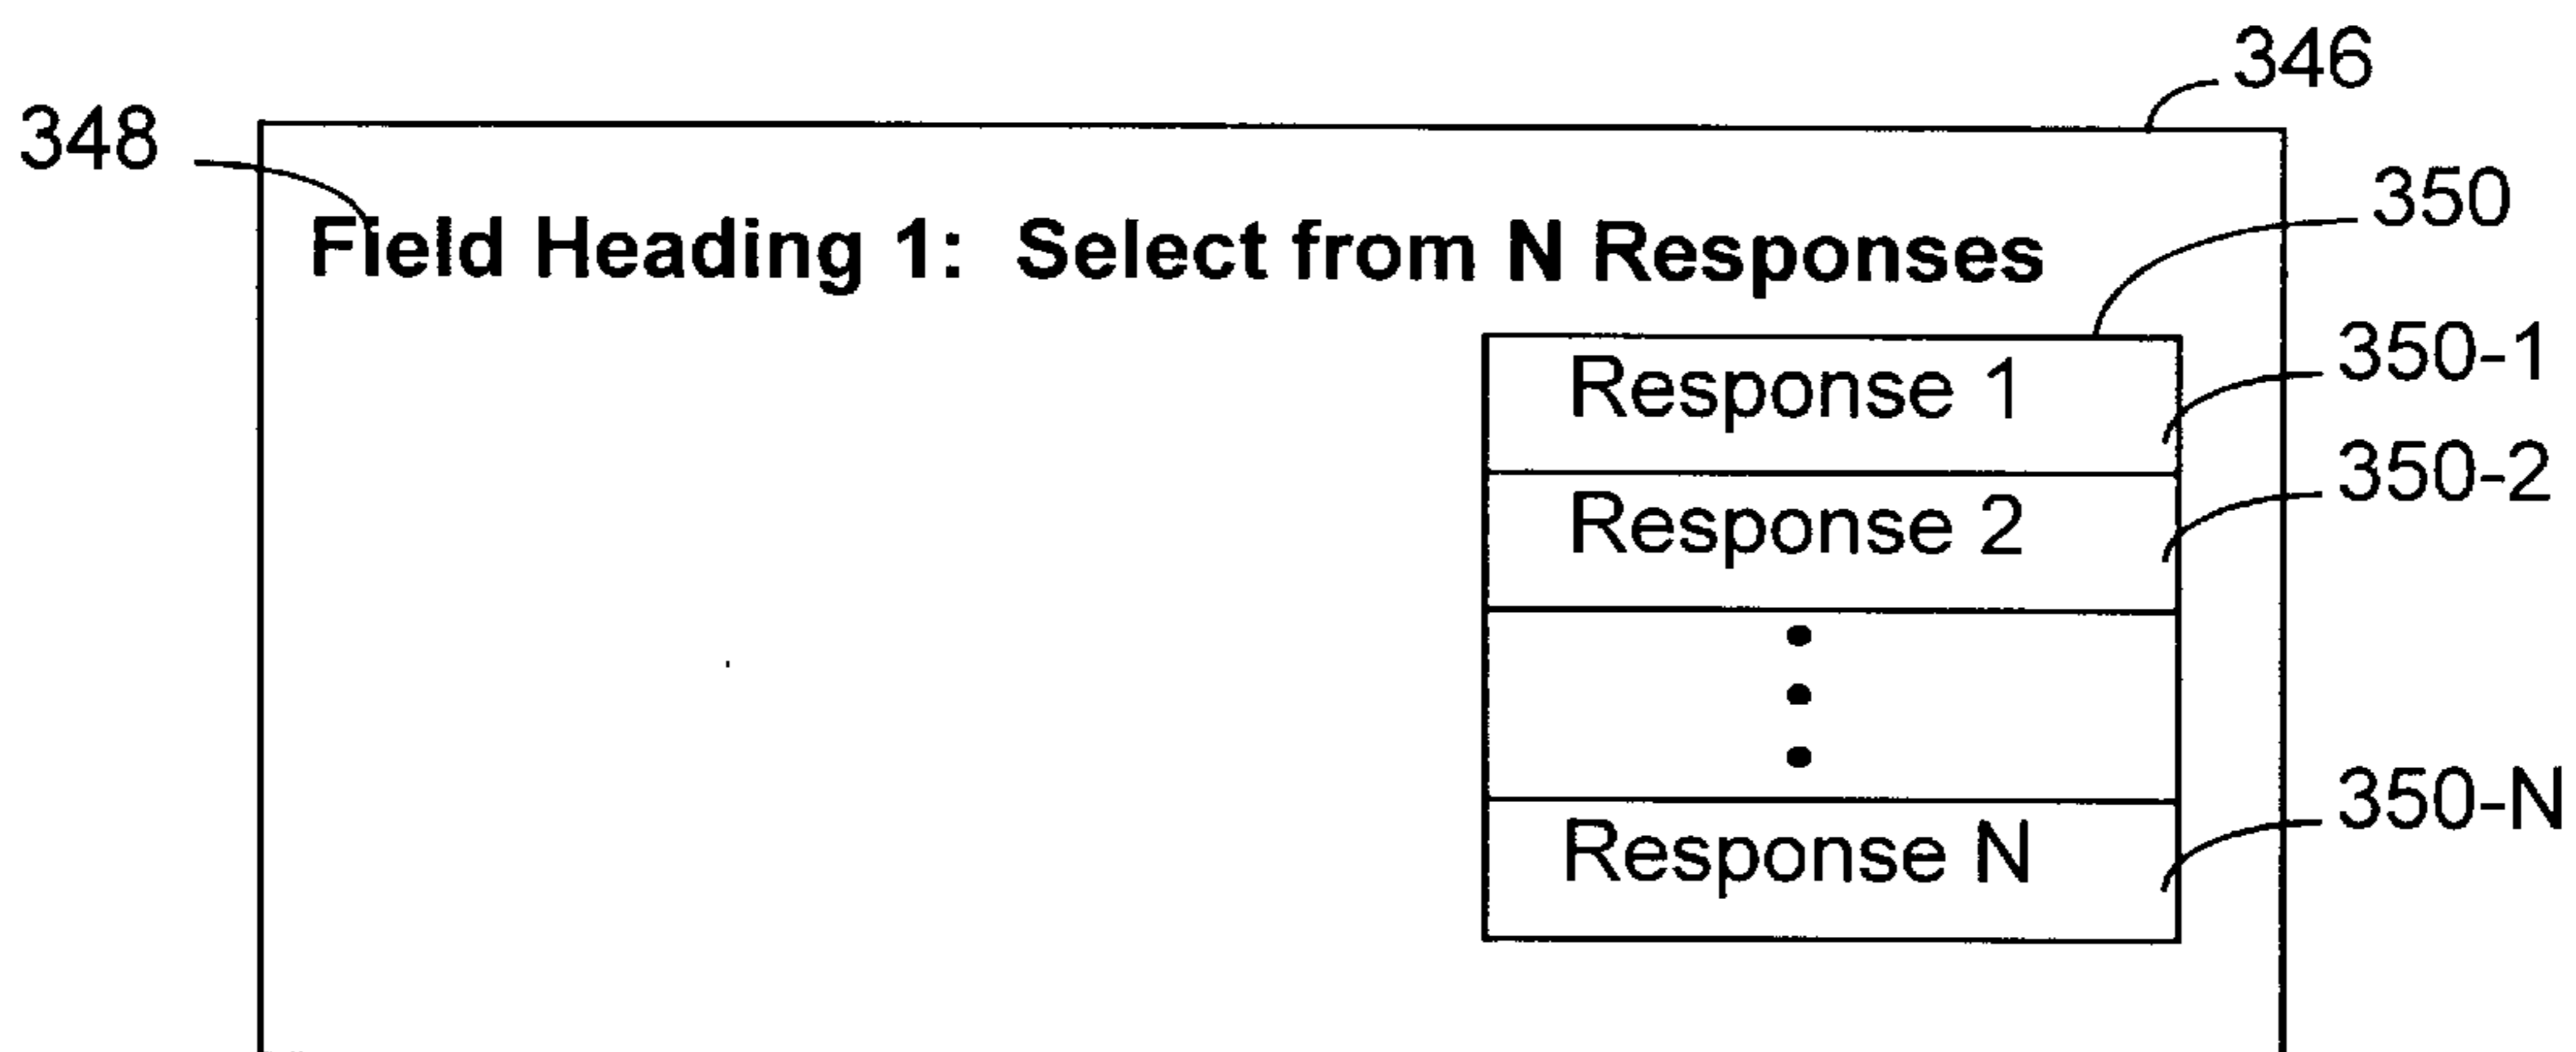 346
348
350
Field Heading 1: Select from N Responses
350-1
Response 1
350-2
Response 2
350-N
Response N